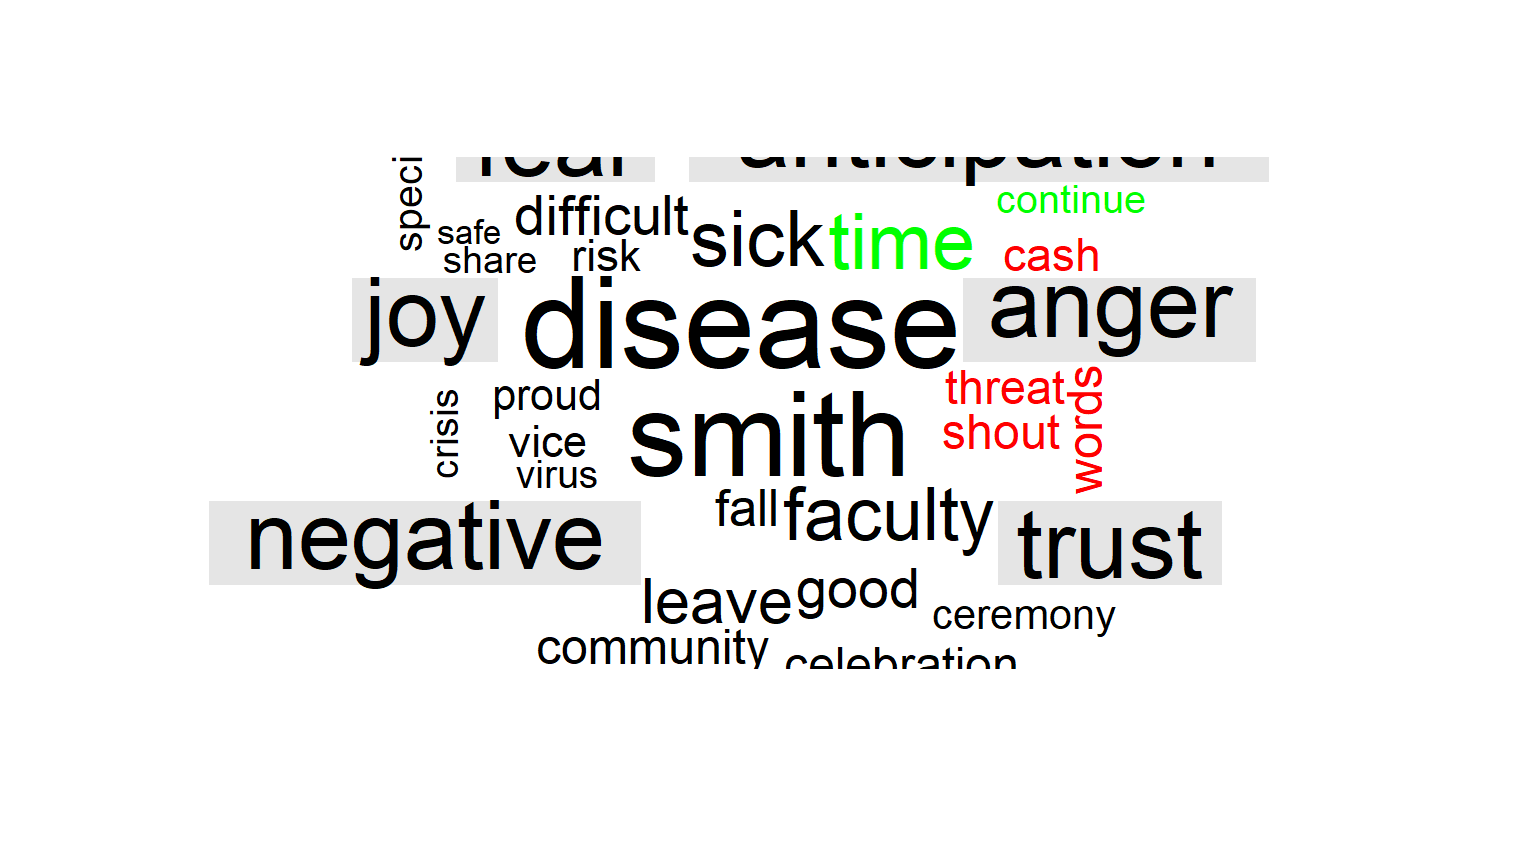 fear anticipation
speci
difficult
continue
safe
sick time
share risk
cash
joy disease anger
crisis
proud
threat
words
smith
vice
shout
virus
fall faculty
negative
trust
leave good
ceremony
community celebration